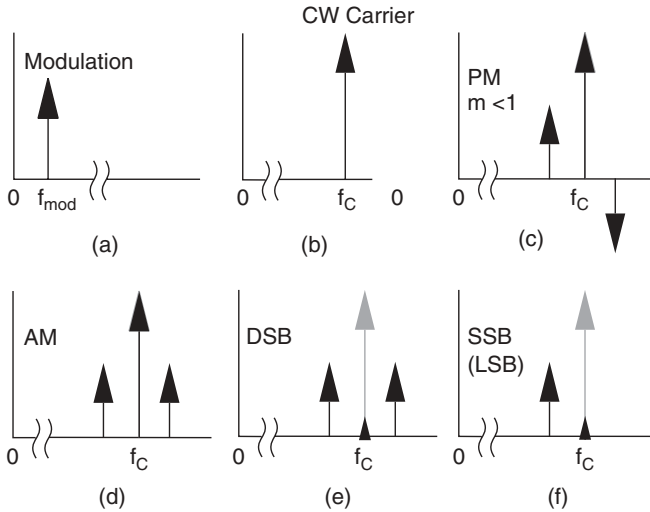 CW Carrier
Modulation
PM
m <1
0 f_mod
f_C 0
0 f_C
(a)
(b)
(c)
AM
DSB
SSB
(LSB)
0 f_C
0 f_C
0 f_C
(d)
(e)
(f)